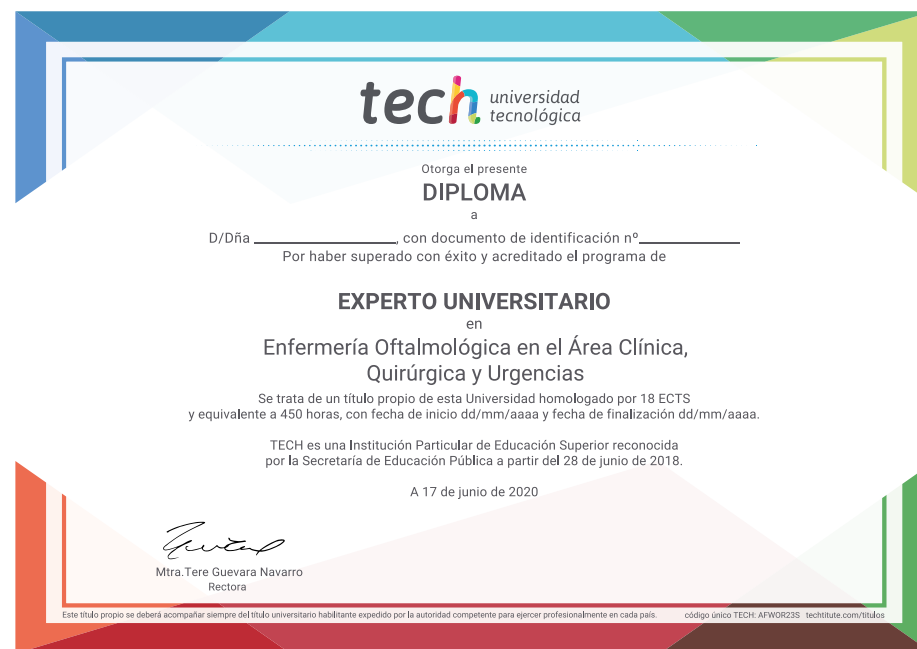 tech universidad
tecnológica
Otorga el presente
DIPLOMA
a
D/Dña ____________________, con documento de identificación nº______________
Por haber superado con éxito y acreditado el programa de
EXPERTO UNIVERSITARIO
en
Enfermería Oftalmológica en el Área Clínica,
Quirúrgica y Urgencias
Se trata de un título propio de esta Universidad homologado por 18 ECTS
y equivalente a 450 horas, con fecha de inicio dd/mm/aaaa y fecha de finalización dd/mm/aaaa.
TECH es una Institución Particular de Educación Superior reconocida
por la Secretaría de Educación Pública a partir del 28 de junio de 2018.
A 17 de junio de 2020
Mtra.Tere Guevara Navarro
Rectora
Este título propio se deberá acompañar siempre del título universitario habilitante expedido por la autoridad competente para ejercer profesionalmente en cada país. código único TECH: AFWOR23S techtitute.com/titulos